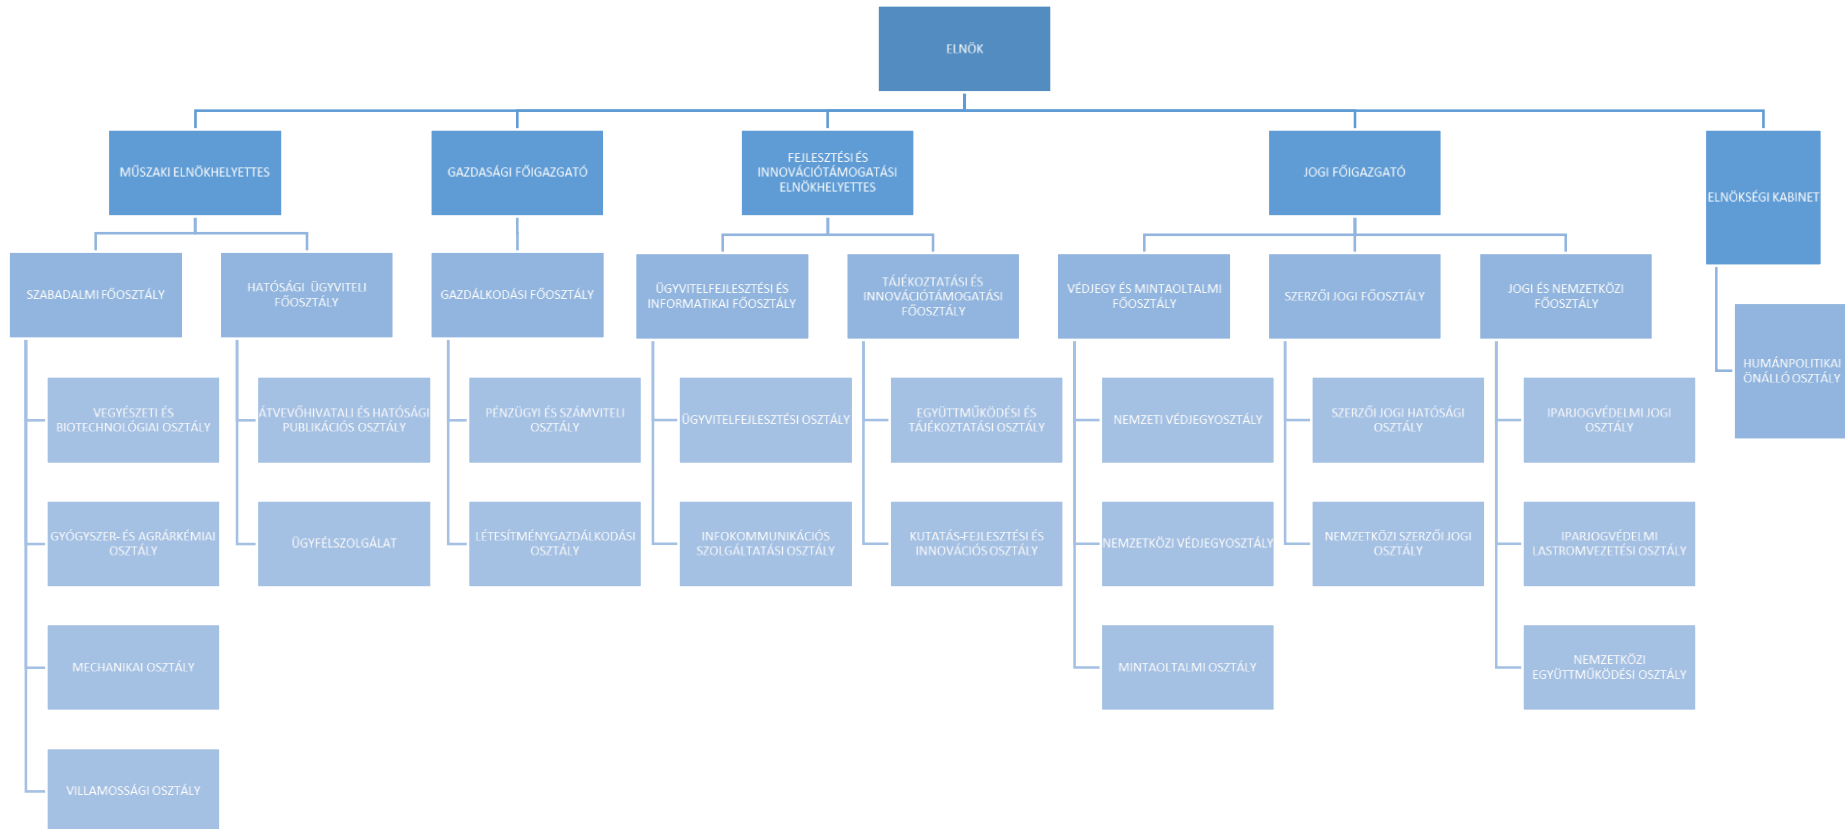 ELNÖK
MŰSZAKI ELNÖKHELYETTES
GAZDASÁGI FŐIGAZGATÓ
FEJLESZTÉSI ÉS
INNOVÁCIÓTÁMOGATÁSI
ELNÖKHELYETTES
JOGI FŐIGAZGATÓ
ELNÖKSÉGI KABINET
SZABADALMI FŐOSZTÁLY
HATÓSÁGI ÜGYVITELI
FŐOSZTÁLY
GAZDÁLKODÁSI FŐOSZTÁLY
ÜGYVITELFEJLESZTÉSI ÉS
INFORMATIKAI FŐOSZTÁLY
TÁJÉKOZTATÁSI ÉS
INNOVÁCIÓTÁMOGATÁSI
FŐOSZTÁLY
VÉDJEGY ÉS MINTAOLTALMI
FŐOSZTÁLY
SZERZŐI JOGI FŐOSZTÁLY
JOGI ÉS NEMZETKÖZI
FŐOSZTÁLY
HUMÁNPOLITIKAI
ÖNÁLLÓ OSZTÁLY
VEGYÉSZETI ÉS
BIOTECHNOLÓGIAI OSZTÁLY
ÁTVEVŐHIVATALI ÉS HATÓSÁGI
PUBLIKÁCIÓS OSZTÁLY
PÉNZÜGYI ÉS SZÁMVITELI
OSZTÁLY
ÜGYVITELFEJLESZTÉSI OSZTÁLY
EGYÜTTMŰKÖDÉSI ÉS
TÁJÉKOZTATÁSI OSZTÁLY
NEMZETI VÉDJEGYOSZTÁLY
SZERZŐI JOGI HATÓSÁGI
OSZTÁLY
IPARJOGVÉDELMI JOGI
OSZTÁLY
GYÓGYSZER- ÉS AGRÁRKÉMIAI
OSZTÁLY
ÜGYFÉLSZOLGÁLAT
LÉTESÍTMÉNYGAZDÁLKODÁSI
OSZTÁLY
INFOKOMMUNIKÁCIÓS
SZOLGÁLTATÁSI OSZTÁLY
KUTATÁS-FEJLESZTÉSI ÉS
INNOVÁCIÓS OSZTÁLY
NEMZETKÖZI VÉDJEGYOSZTÁLY
NEMZETKÖZI SZERZŐI JOGI
OSZTÁLY
IPARJOGVÉDELMI
LASTROMVEZETÉSI OSZTÁLY
MECHANIKAI OSZTÁLY
MINTAOLTALMI OSZTÁLY
NEMZETKÖZI
EGYÜTTMŰKÖDÉSI OSZTÁLY
VILLAMOSSÁGI OSZTÁLY